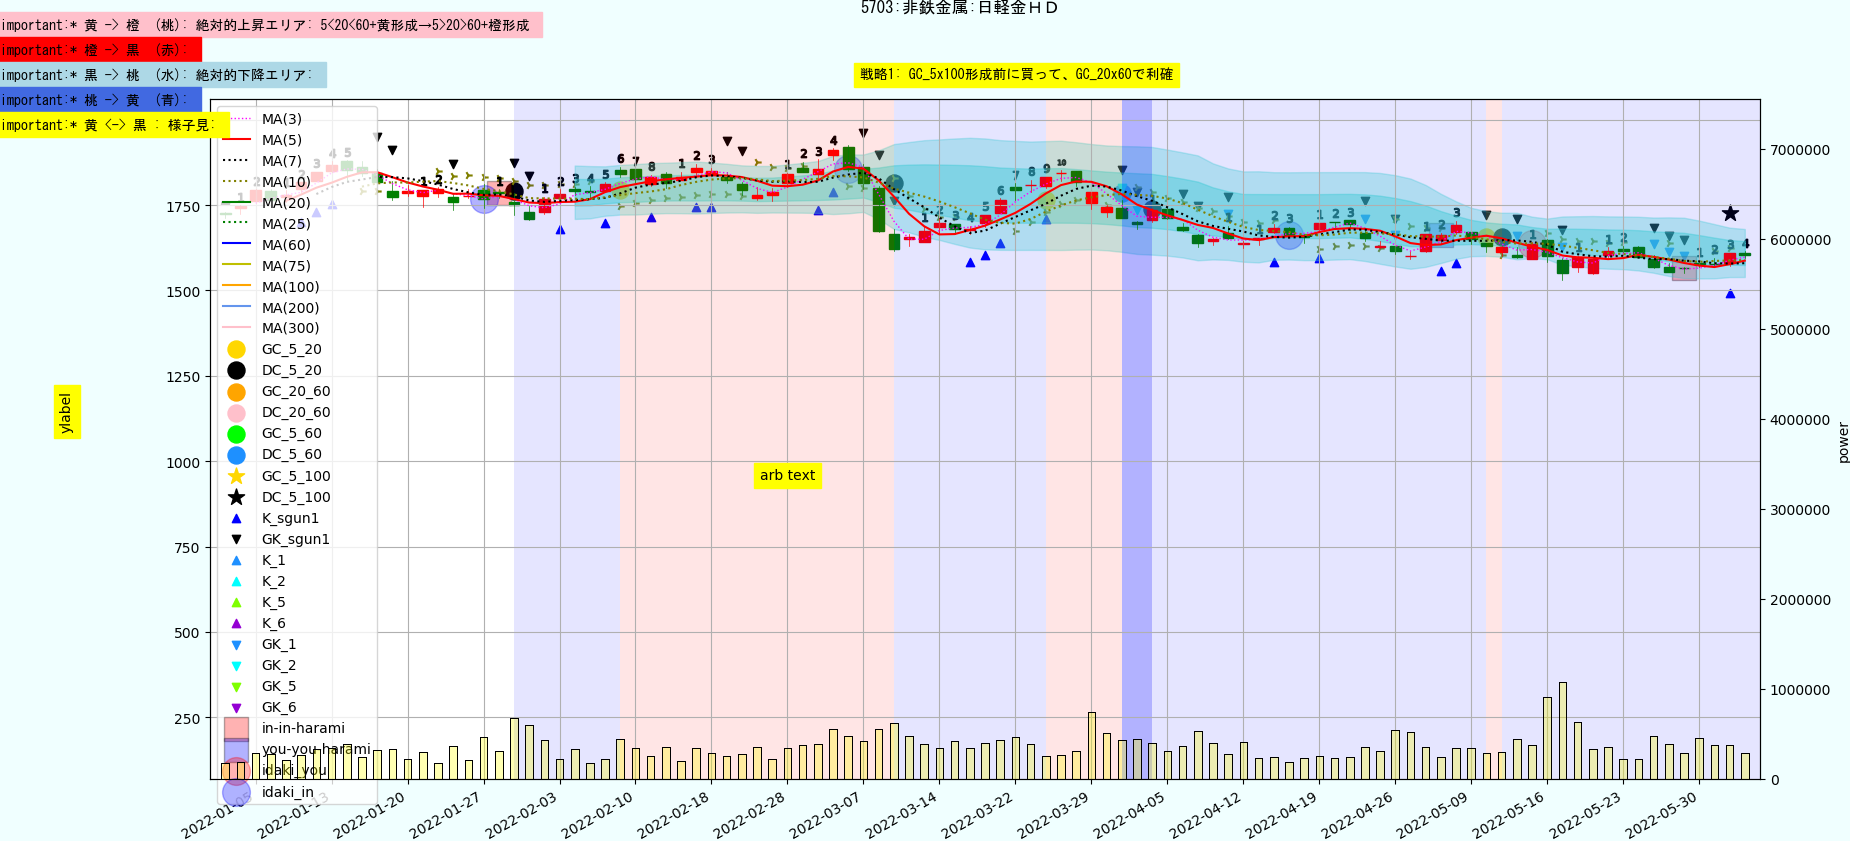 5703:非鉄金属:日軽金ＨＤ
important:* 黄 -> 橙 (桃): 絶対的上昇エリア: 5<20<60+黄形成→5>20>60+橙形成
important:* 橙 -> 黒 (赤):
important:* 黒 -> 桃 (水): 絶対的下降エリア:
戦略1: GC_5x100形成前に買って、GC_20x60で利確
important:* 桃 -> 黄 (青):
important:* 黄 <-> 黒 : 様子見:
MA(3)
MA(5)
MA(7)
MA(10)
MA(20)
MA(25)
MA(60)
MA(75)
MA(100)
MA(200)
MA(300)
GC_5_20
DC_5_20
GC_20_60
DC_20_60
GC_5_60
DC_5_60
GC_5_100
DC_5_100
K_sgun1
GK_sgun1
K_1
K_2
K_5
K_6
GK_1
GK_2
GK_5
GK_6
in-in-harami
you-you-harami
idaki_you
idaki_in
arb text
ylabel
1750
1500
1250
1000
750
500
250
7000000
6000000
5000000
4000000
3000000
2000000
1000000
0
power
2022-01-05
2022-01-13
2022-01-20
2022-01-27
2022-02-03
2022-02-10
2022-02-18
2022-02-28
2022-03-07
2022-03-14
2022-03-22
2022-03-29
2022-04-05
2022-04-12
2022-04-19
2022-04-26
2022-05-09
2022-05-16
2022-05-23
2022-05-30